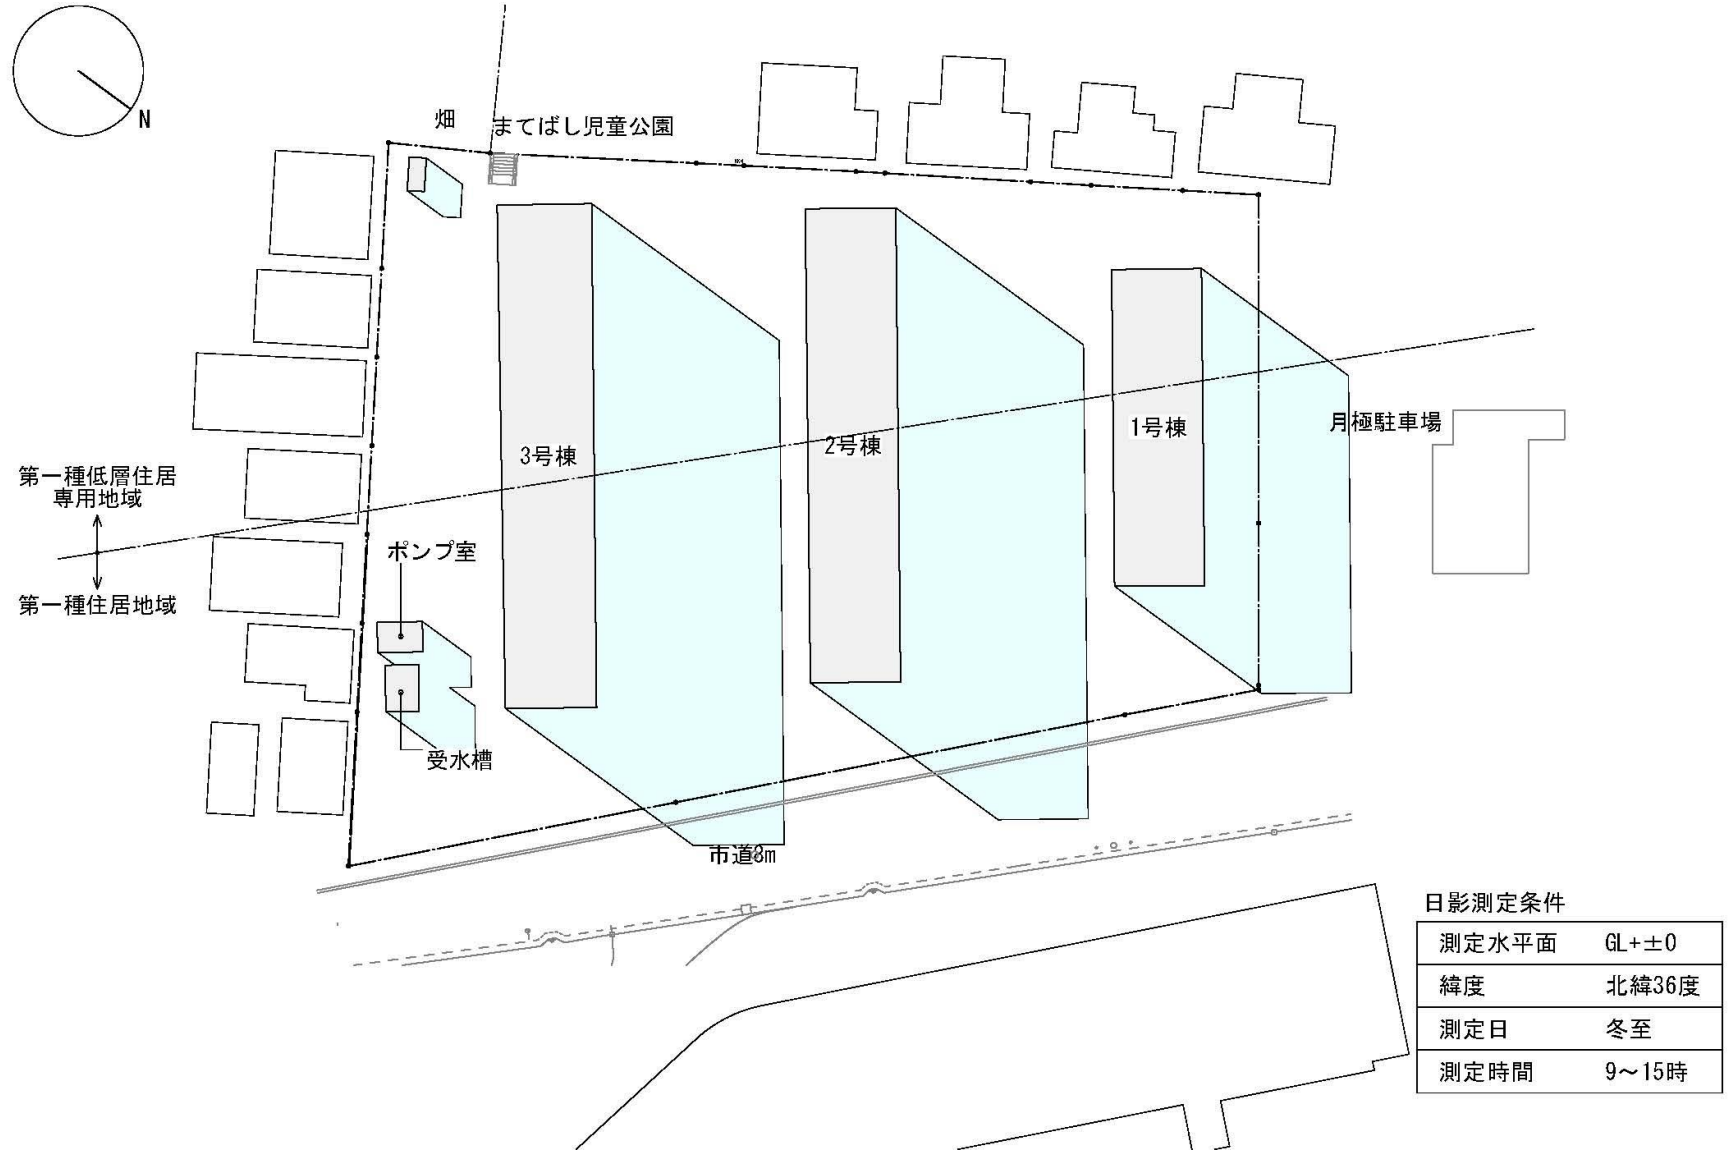 N
畑
まてばし児童公園
3号棟
2号棟
1号棟
月極駐車場
第一種低層住居
専用地域
第一種住居地域
ポンプ室
受水槽
市道8m
日影測定条件
測定水平面 GL+±0
緯度 北緯36度
測定日 冬至
測定時間 9～15時